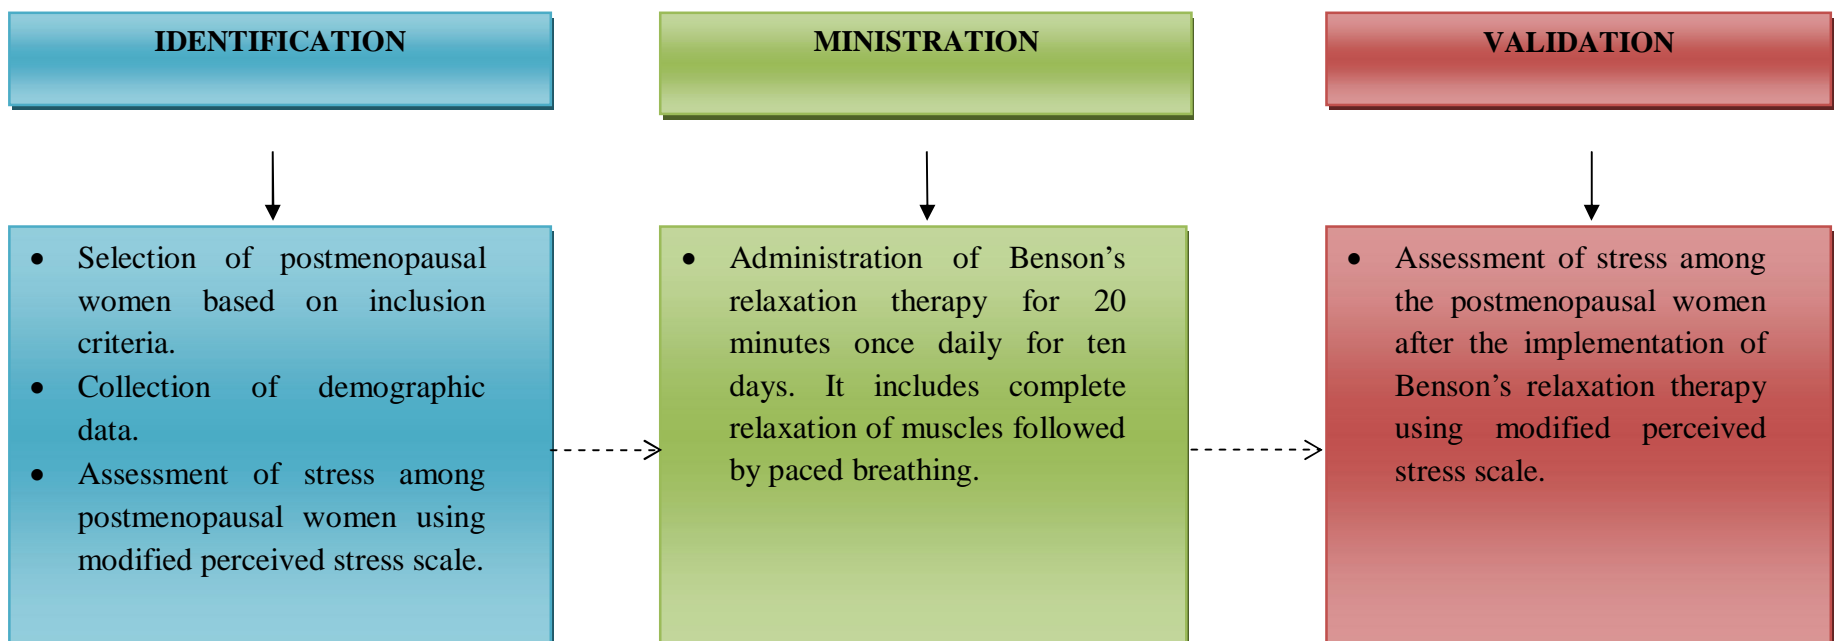 IDENTIFICATION
• Selection of postmenopausal
women based on inclusion
criteria.
• Collection of demographic
data.
• Assessment of stress among
postmenopausal women using
modified perceived stress scale.
MINISTRATION
• Administration of Benson’s
relaxation therapy for 20
minutes once daily for ten
days. It includes complete
relaxation of muscles followed
by paced breathing.
VALIDATION
• Assessment of stress among
the postmenopausal women
after the implementation of
Benson’s relaxation therapy
using modified perceived
stress scale.